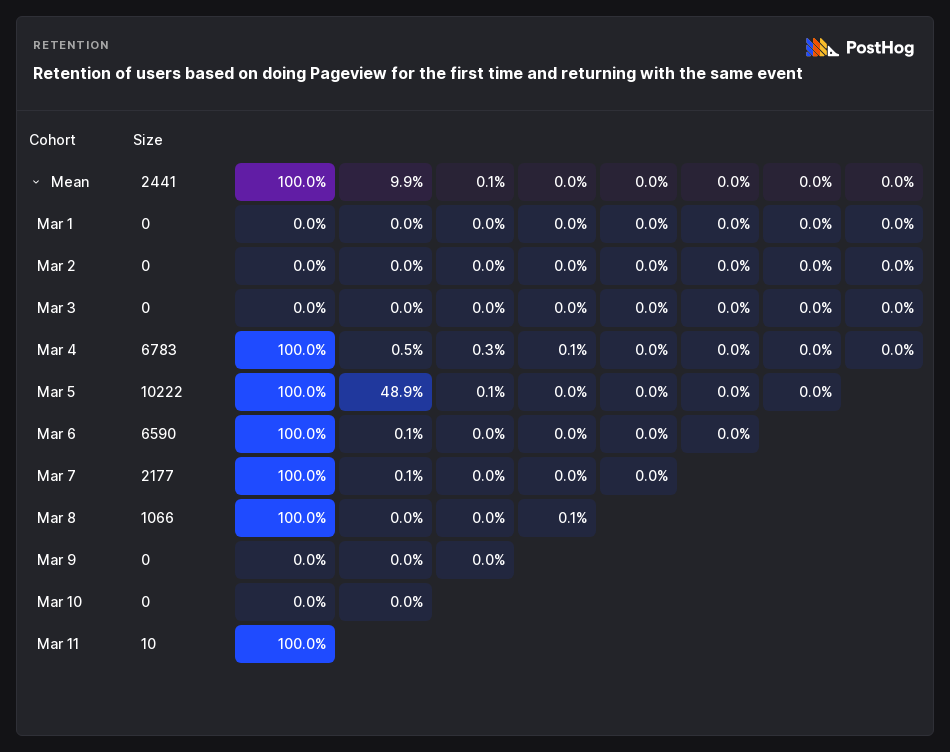 RETENTION
PostHog
Retention of users based on doing Pageview for the first time and returning with the same event
Cohort Size
Mean 2441 100.0% 9.9% 0.1% 0.0% 0.0% 0.0% 0.0% 0.0%
Mar 1 0 0.0% 0.0% 0.0% 0.0% 0.0% 0.0% 0.0% 0.0%
Mar 2 0 0.0% 0.0% 0.0% 0.0% 0.0% 0.0% 0.0% 0.0%
Mar 3 0 0.0% 0.0% 0.0% 0.0% 0.0% 0.0% 0.0% 0.0%
Mar 4 6783 100.0% 0.5% 0.3% 0.1% 0.0% 0.0% 0.0% 0.0%
Mar 5 10222 100.0% 48.9% 0.1% 0.0% 0.0% 0.0% 0.0%
Mar 6 6590 100.0% 0.1% 0.0% 0.0% 0.0% 0.0%
Mar 7 2177 100.0% 0.1% 0.0% 0.0% 0.0%
Mar 8 1066 100.0% 0.0% 0.0% 0.1%
Mar 9 0 0.0% 0.0% 0.0%
Mar 10 0 0.0% 0.0%
Mar 11 10 100.0%